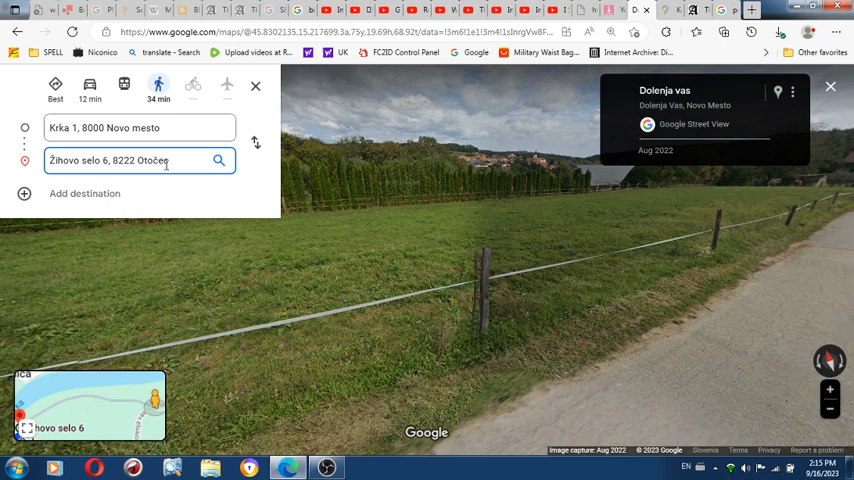 https://www.google.com/maps/@45.8302135,15.217699,3a,75y,19.69h,68.92t/data=!3m6!1e1!3m4!1sInrgVw8F...
SPELL
Niconico
translate - Search
Upload videos at R...
UK
FC2ID Control Panel
Google
Military Waist Bag...
Internet Archive: Di...
Other favorites
Best
12 min
34 min
Krka 1, 8000 Novo mesto
Žihovo selo 6, 8222 Otočec
Add destination
Dolenja vas
Dolenja Vas, Novo Mesto
Google Street View
Aug 2022
hovo selo 6
Google
Image capture: Aug 2022 © 2023 Google Slovenia Terms Privacy Report a problem
EN
2:15 PM
9/16/2023